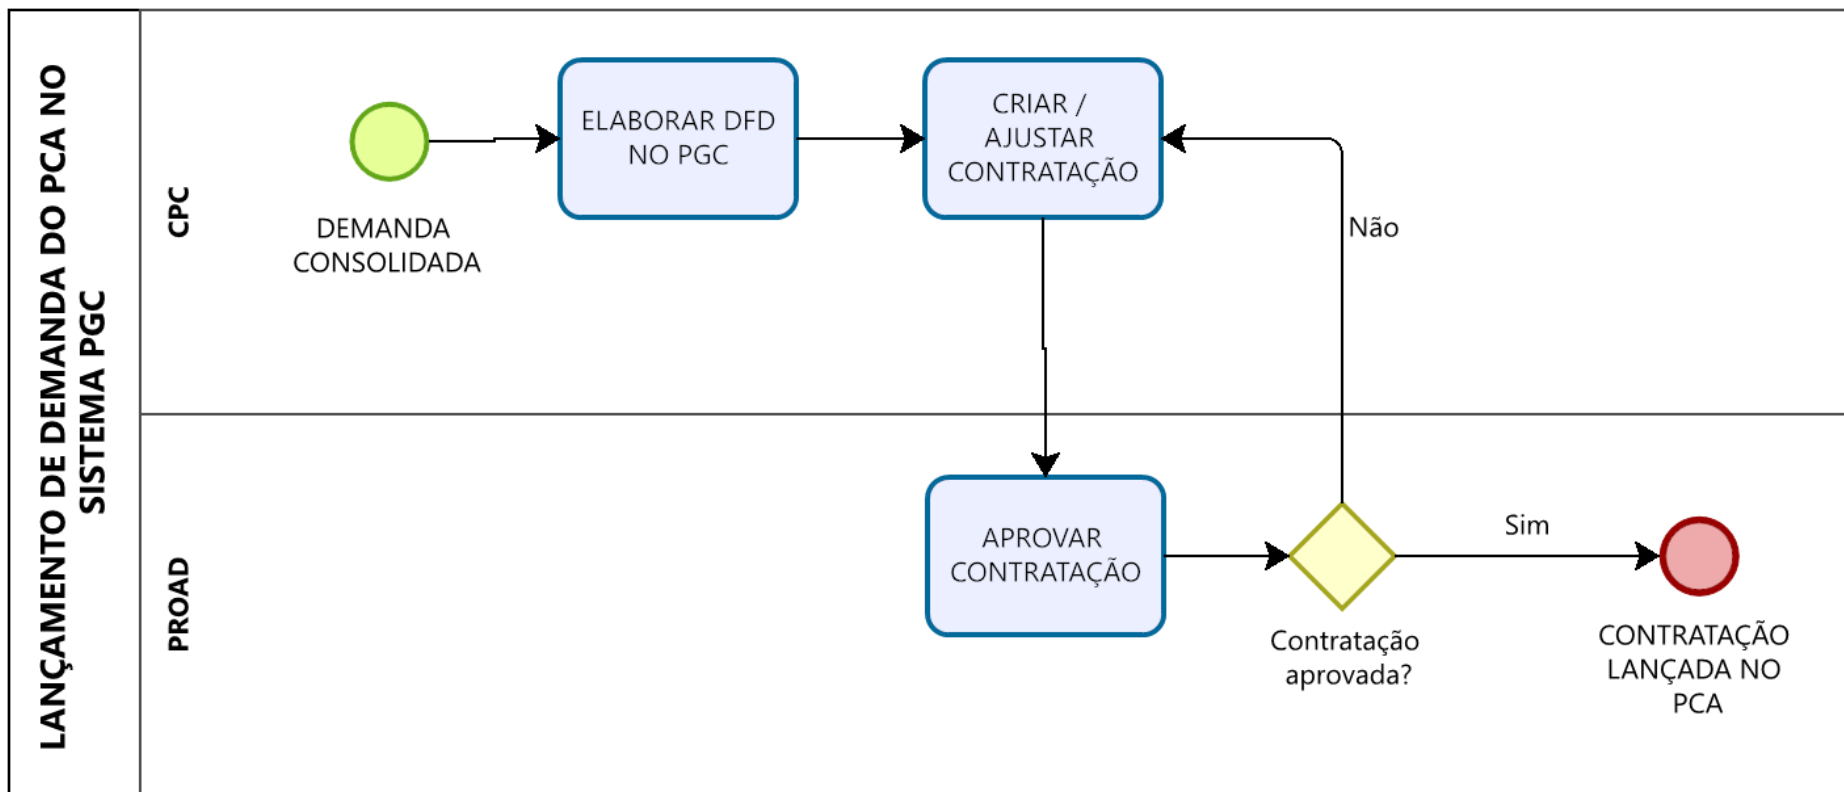 LANÇAMENTO DE DEMANDA DO PCA NO
SISTEMA PGC
CPC
DEMANDA
CONSOLIDADA
ELABORAR DFD
NO PGC
CRIAR /
AJUSTAR
CONTRATAÇÃO
Não
PROAD
APROVAR
CONTRATAÇÃO
Contratação
aprovada?
Sim
CONTRATAÇÃO
LANÇADA NO
PCA